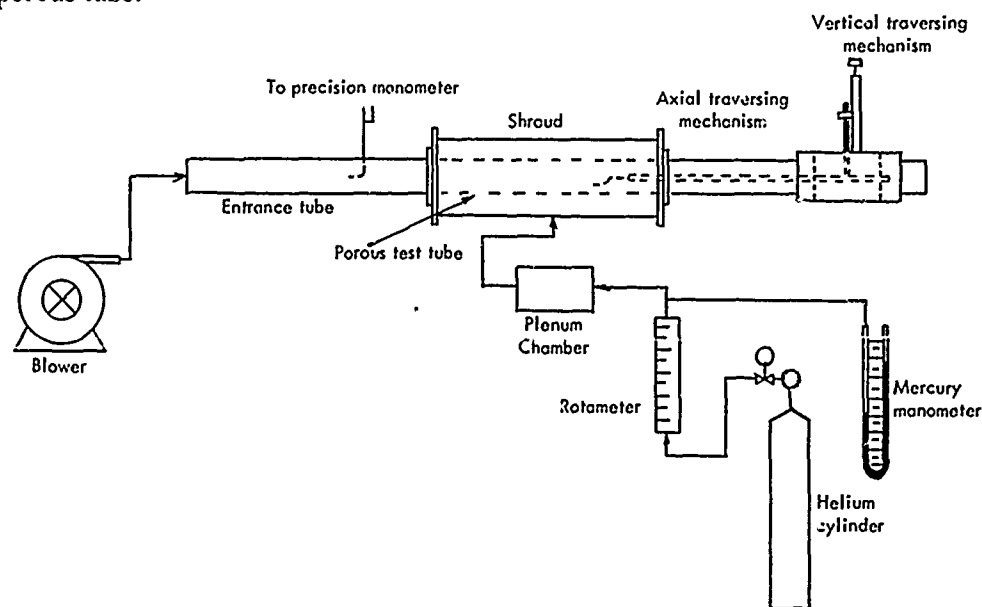 porous tube.
Vertical traversing
mechanism
To precision monometer
Axial traversing
mechanism
Shroud
Entrance tube
Porous test tube
Blower
Plenum
Chamber
Rotameter
Mercury
manometer
Helium
cylinder